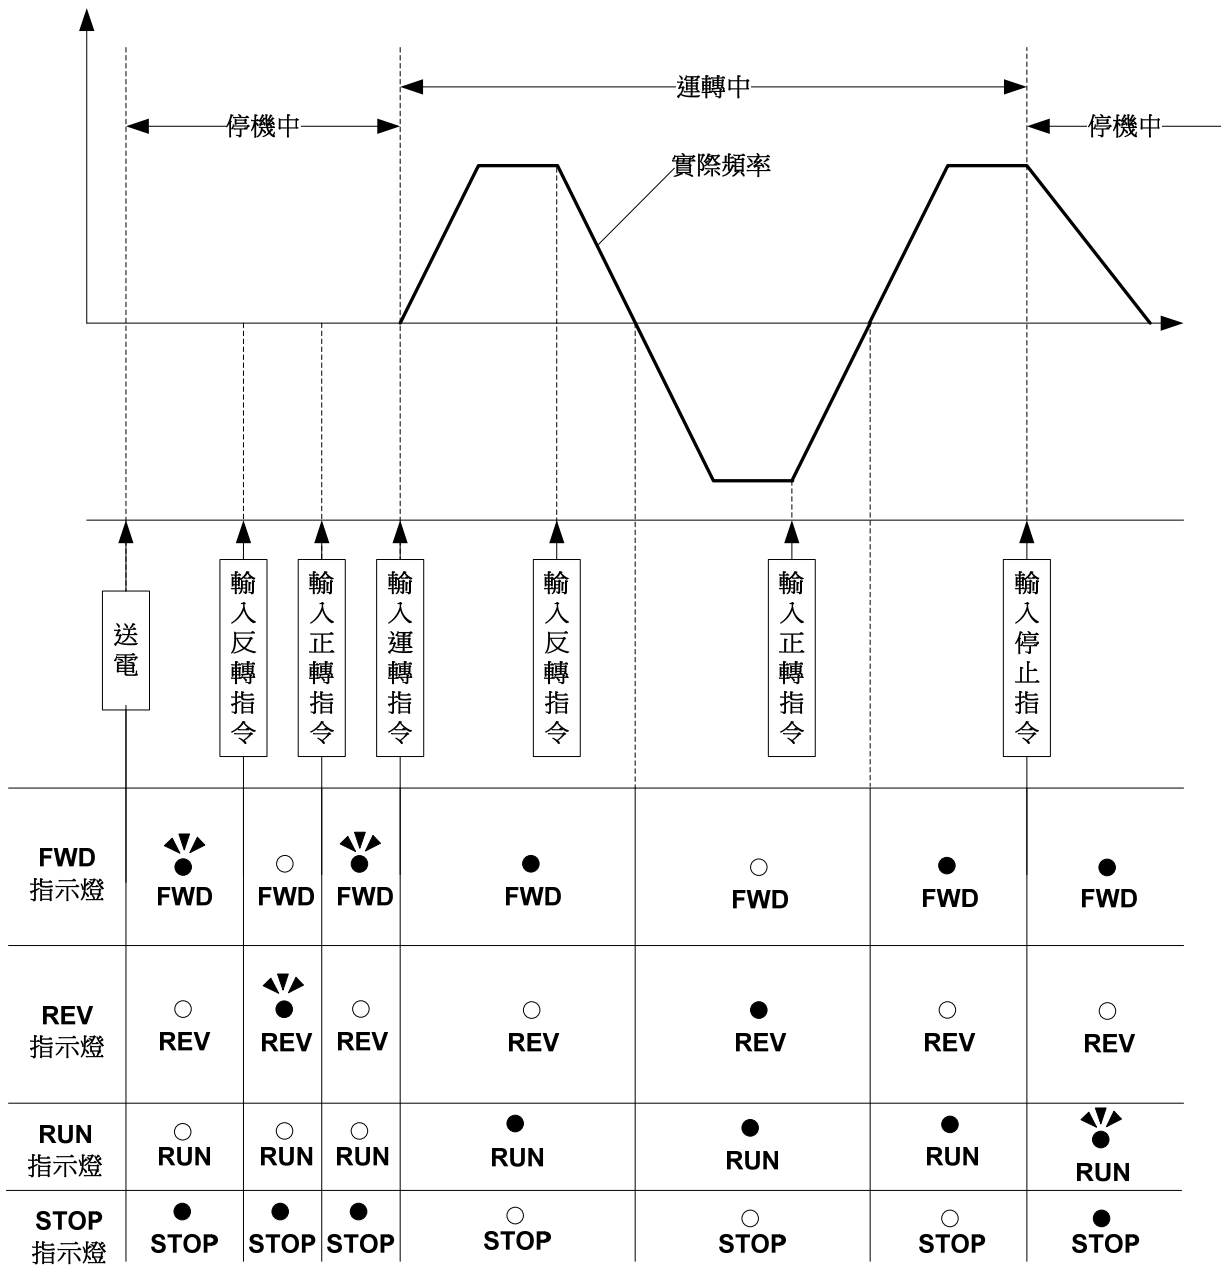 運轉中
停機中
停機中
實際頻率
送電
輸入反轉指令
輸入正轉指令
輸入運轉指令
輸入反轉指令
輸入正轉指令
輸入停止指令
FWD
指示燈
FWD FWD FWD FWD FWD FWD FWD
REV
指示燈
REV REV REV REV REV REV REV
RUN
指示燈
RUN RUN RUN RUN RUN RUN RUN
STOP
指示燈
STOP STOP STOP STOP STOP STOP STOP